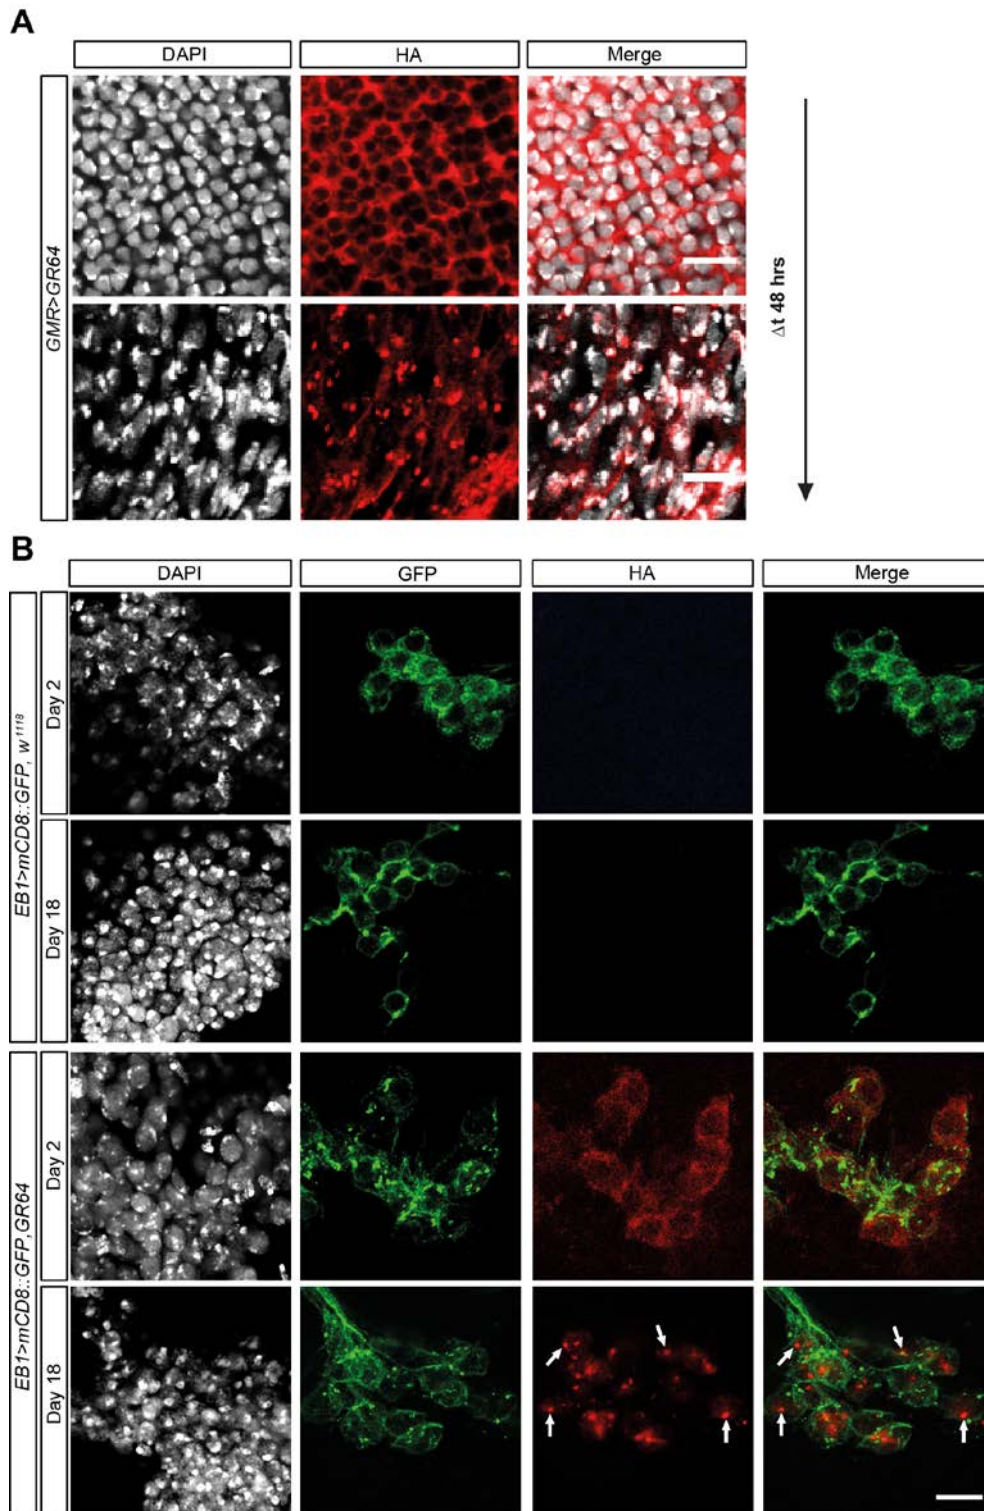 A
DAPI HA Merge
GMR>GR64
Δt 48 hrs
B
DAPI GFP HA Merge
EB1>mCD8::GFP, w1118
Day 2
Day 18
EB1>mCD8::GFP,GR64
Day 2
Day 18